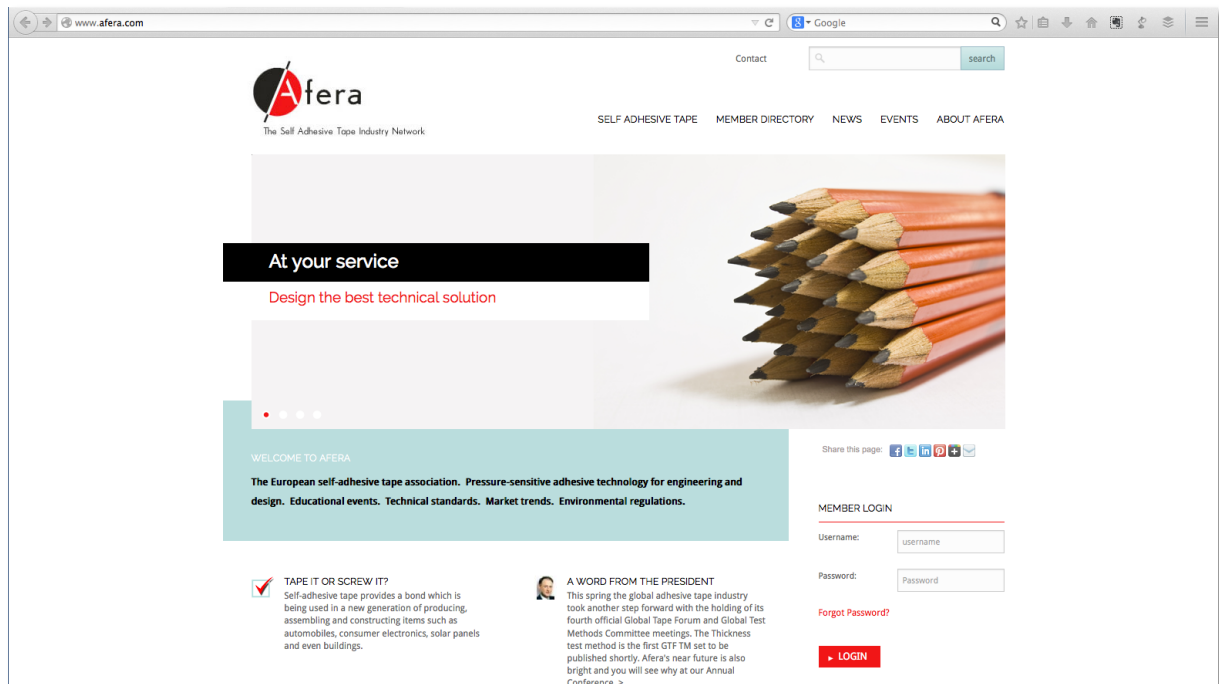 www.afera.com
Google
Contact
search
Afera
The Self Adhesive Tape Industry Network
SELF ADHESIVE TAPE MEMBER DIRECTORY NEWS EVENTS ABOUT AFERA
At your service
Design the best technical solution
Share this page:
WELCOME TO AFERA
The European self-adhesive tape association. Pressure-sensitive adhesive technology for engineering and
design. Educational events. Technical standards. Market trends. Environmental regulations.
MEMBER LOGIN
Username:
username
Password:
Password
Forgot Password?
LOGIN
TAPE IT OR SCREW IT?
Self-adhesive tape provides a bond which is
being used in a new generation of producing,
assembling and constructing items such as
automobiles, consumer electronics, solar panels
and even buildings.
A WORD FROM THE PRESIDENT
This spring the global adhesive tape industry
took another step forward with the holding of its
fourth official Global Tape Forum and Global Test
Methods Committee meetings. The Thickness
test method is the first GTF TM set to be
published shortly. Afera's near future is also
bright and you will see why at our Annual
Conference >